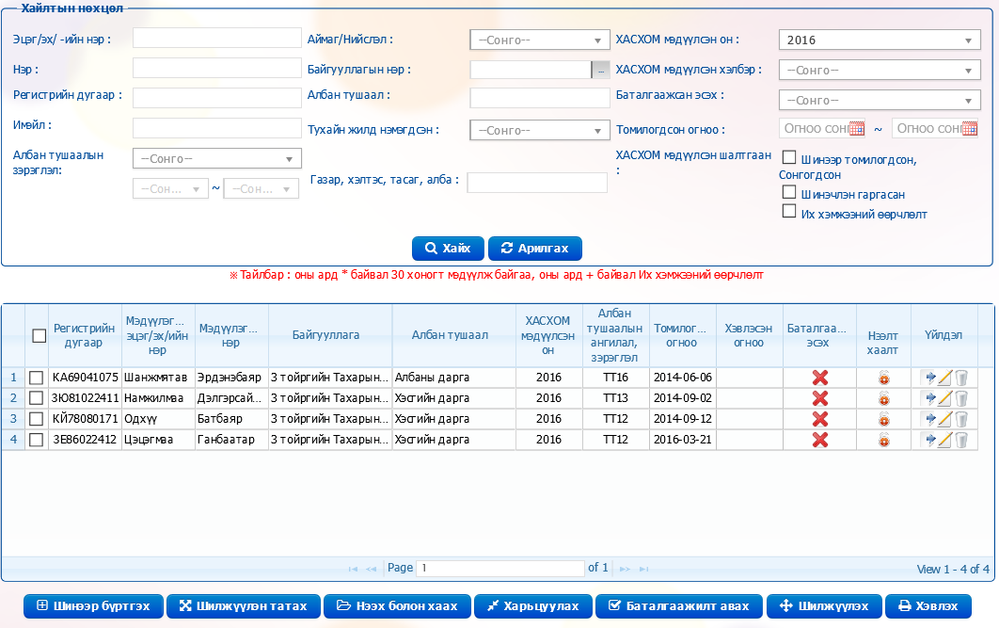 Хайлтын нөхцөл
Эцэг/эх/ -ийн нэр :
Аймаг/Нийслэл :
--Сонго--
ХАСХОМ мэдүүлсэн он :
2016
Нэр :
Байгууллагын нэр :
...
ХАСХОМ мэдүүлсэн хэлбэр :
--Сонго--
Регистрийн дугаар :
Албан тушаал :
Баталгаажсан эсэх :
--Сонго--
Имэйл :
Тухайн жилд нэмэгдсэн :
--Сонго--
Томилогдсон огноо :
Огноо сонг
~
Огноо сонг
Албан тушаалын
зэрэглэл:
--Сонго--
--Сон...
~
--Сон...
Газар, хэлтэс, тасаг, алба :
ХАСХОМ мэдүүлсэн шалтгаан
:
Шинээр томилогдсон,
Сонгогдсон
Шинэчлэн гаргасан
Их хэмжээний өөрчлөлт
Хайх
Арилгах
※ Тайлбар : оны ард * байвал 30 хоногт мэдүүлж байгаа, оны ард + байвал Их хэмжээний өөрчлөлт
Регистрийн дугаар
Мэдүүлэг... эцэг/эх/ийн нэр
Мэдүүлэг... нэр
Байгууллага
Албан тушаал
ХАСХОМ мэдүүлсэн он
Албан тушаалын ангилал, зэрэглэл
Томилог... огноо
Хэвлэсэн огноо
Баталгаа... эсэх
Нээлт хаалт
Үйлдэл
1 КА69041075 Шанжмятав Эрдэнэбаяр 3 тойргийн Тахарын... Албаны дарга 2016 ТТ16 2014-06-06
2 ЗЮ81022411 Намжилмаа Дэлгэрсай... 3 тойргийн Тахарын... Хэсгийн дарга 2016 ТТ13 2014-09-02
3 КЙ78080171 Одхүү Батбаяр 3 тойргийн Тахарын... Хэсгийн дарга 2016 ТТ12 2014-09-12
4 ЗЕ86022412 Цэцэгмаа Ганбаатар 3 тойргийн Тахарын... Хэсгийн дарга 2016 ТТ12 2016-03-21
Page 1 of 1
View 1 - 4 of 4
Шинээр бүртгэх
Шилжүүлэн татах
Нээх болон хаах
Харьцуулах
Баталгаажилт авах
Шилжүүлэх
Хэвлэх